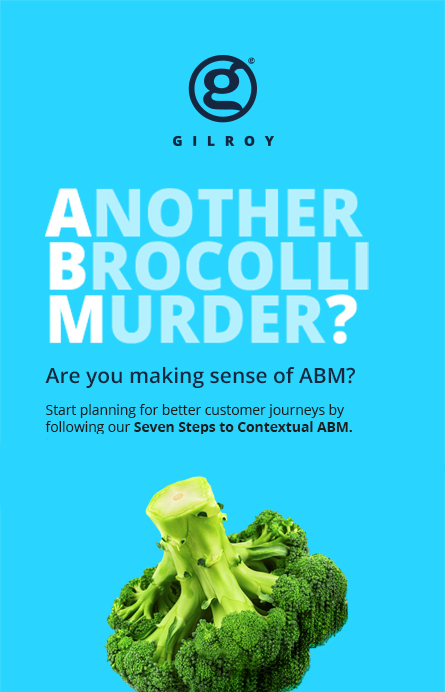 g®
GILROY
ANOTHER
BROCOLLI
MURDER?
Are you making sense of ABM?
Start planning for better customer journeys by
following our Seven Steps to Contextual ABM.